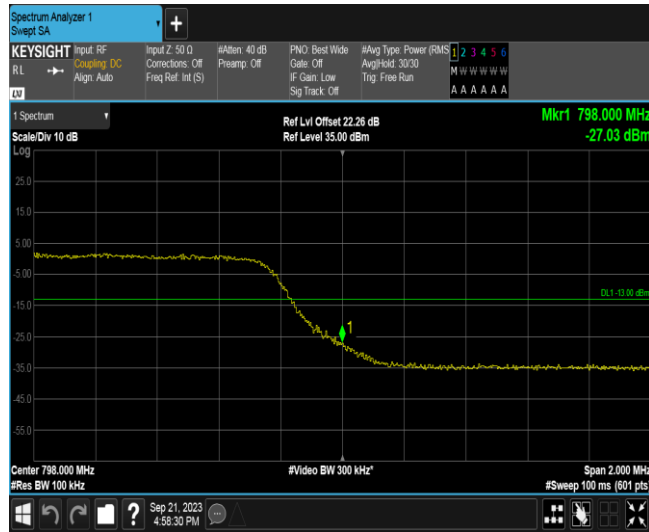 Spectrum Analyzer 1
Swept SA
KEYSIGHT Input: RF Input Z: 50 Ω #Atten: 40 dB PNO: Best Wide #Avg Type: Power (RMS 1 2 3 4 5 6
RL Coupling: DC Corrections: Off Preamp: Off Gate: Off Avg|Hold: 30/30 M W W W W W
Align: Auto Freq Ref: Int (S) IF Gain: Low Trig: Free Run
LXI Sig Track: Off A A A A A A
1 Spectrum Ref Lvl Offset 22.26 dB Mkr1 798.000 MHz
Scale/Div 10 dB Ref Level 35.00 dBm -27.03 dBm
Log
25.0
15.0
5.00
-5.00
DL1 -13.00 dBm
-15.0
1
-25.0
-35.0
-45.0
-55.0
Center 798.000 MHz #Video BW 300 kHz* Span 2.000 MHz
#Res BW 100 kHz #Sweep 100 ms (601 pts)
? Sep 21, 2023
4:58:30 PM